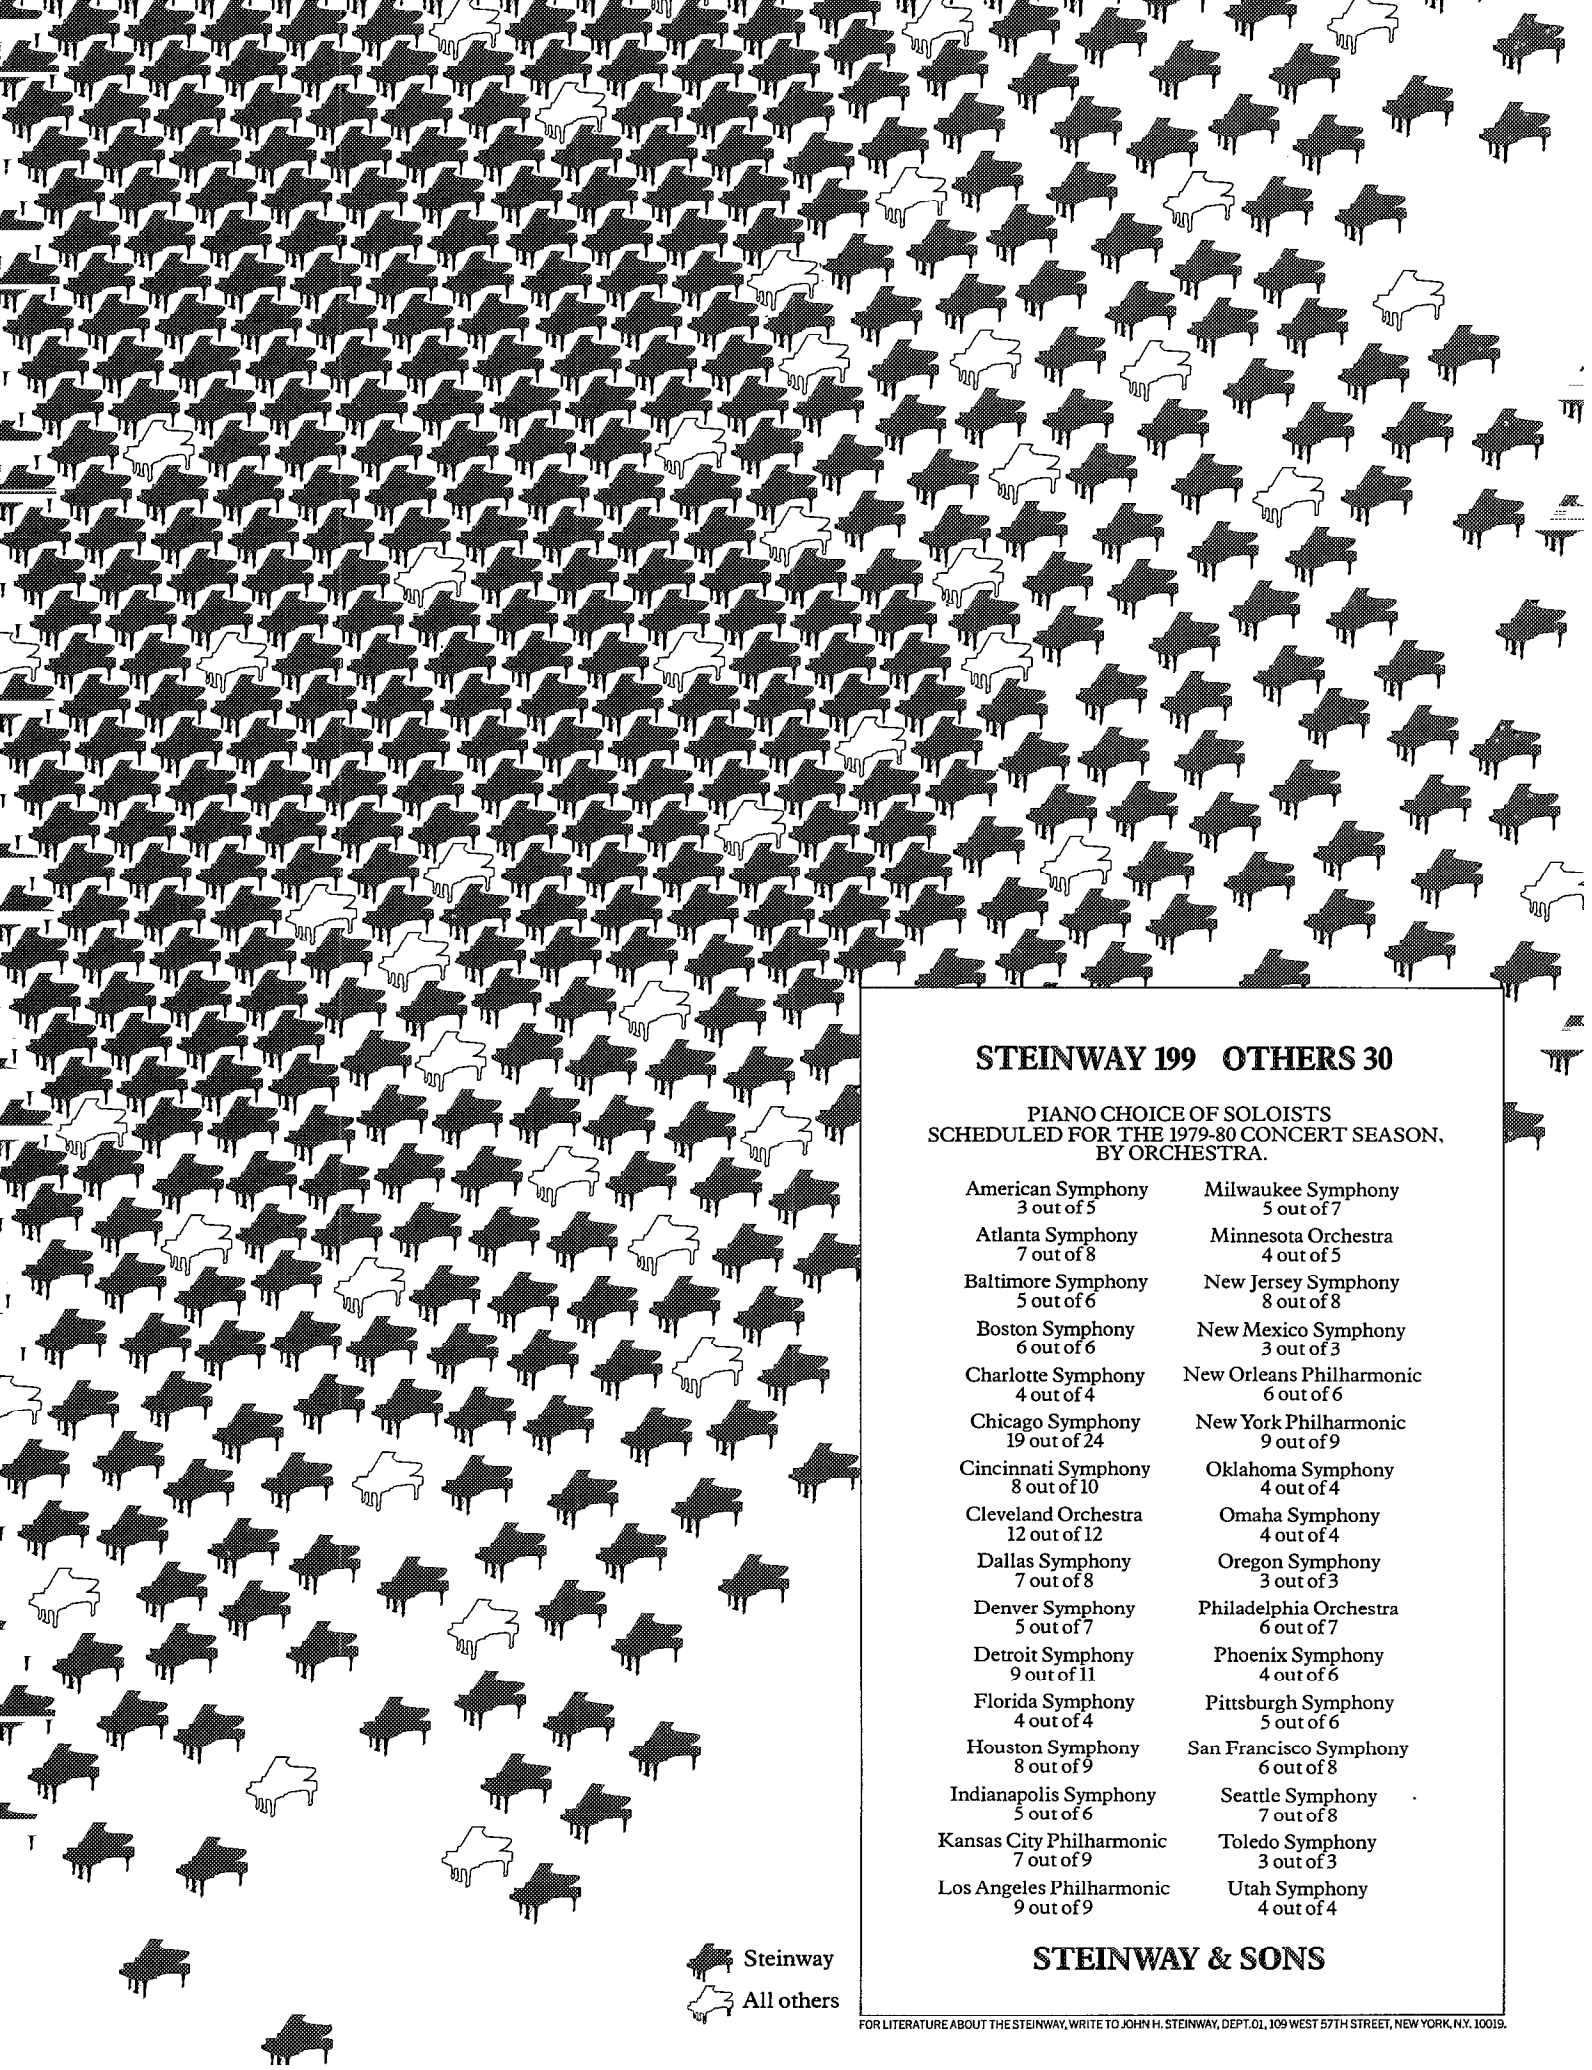 STEINWAY 199 OTHERS 30
PIANO CHOICE OF SOLOISTS
SCHEDULED FOR THE 1979-80 CONCERT SEASON,
BY ORCHESTRA.
American Symphony
3 out of 5
Atlanta Symphony
7 out of 8
Baltimore Symphony
5 out of 6
Boston Symphony
6 out of 6
Charlotte Symphony
4 out of 4
Chicago Symphony
19 out of 24
Cincinnati Symphony
8 out of 10
Cleveland Orchestra
12 out of 12
Dallas Symphony
7 out of 8
Denver Symphony
5 out of 7
Detroit Symphony
9 out of 11
Florida Symphony
4 out of 4
Houston Symphony
8 out of 9
Indianapolis Symphony
5 out of 6
Kansas City Philharmonic
7 out of 9
Los Angeles Philharmonic
9 out of 9
Milwaukee Symphony
5 out of 7
Minnesota Orchestra
4 out of 5
New Jersey Symphony
8 out of 8
New Mexico Symphony
3 out of 3
New Orleans Philharmonic
6 out of 6
New York Philharmonic
9 out of 9
Oklahoma Symphony
4 out of 4
Omaha Symphony
4 out of 4
Oregon Symphony
3 out of 3
Philadelphia Orchestra
6 out of 7
Phoenix Symphony
4 out of 6
Pittsburgh Symphony
5 out of 6
San Francisco Symphony
6 out of 8
Seattle Symphony
7 out of 8
Toledo Symphony
3 out of 3
Utah Symphony
4 out of 4
STEINWAY & SONS
Steinway
All others
FOR LITERATURE ABOUT THE STEINWAY, WRITE TO JOHN H. STEINWAY, DEPT. 01, 109 WEST 57TH STREET, NEW YORK, N.Y. 10019.